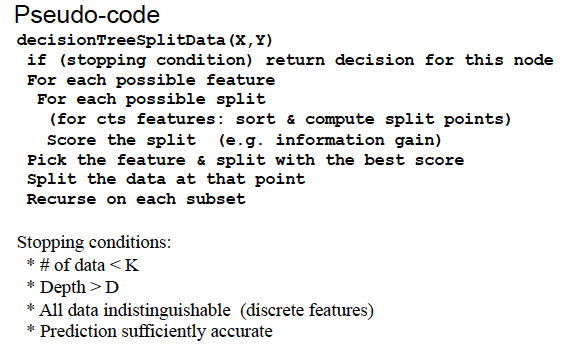 Pseudo-code
decisionTreeSplitData(X,Y)
if (stopping condition) return decision for this node
For each possible feature
For each possible split
(for cts features: sort & compute split points)
Score the split (e.g. information gain)
Pick the feature & split with the best score
Split the data at that point
Recurse on each subset
Stopping conditions:
* # of data < K
* Depth > D
* All data indistinguishable (discrete features)
* Prediction sufficiently accurate